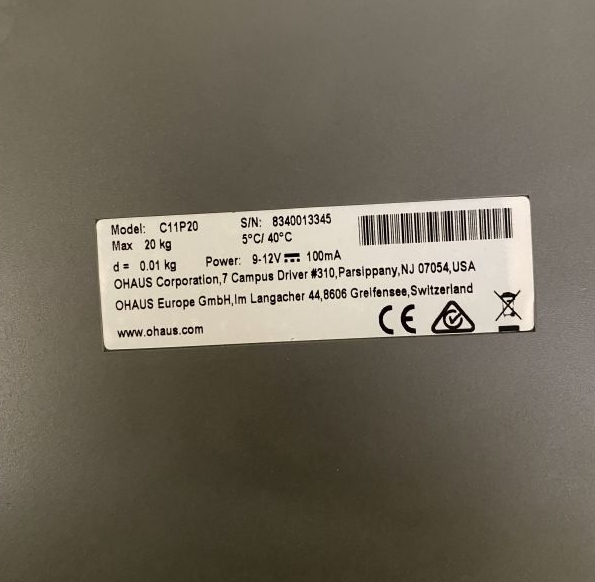 Model: C11P20 S/N: 8340013345
Max 20 kg 5°C/ 40°C
d = 0.01 kg Power: 9-12V⎓ 100mA
OHAUS Corporation,7 Campus Driver #310,Parsippany,NJ 07054,USA
OHAUS Europe GmbH,Im Langacher 44,8606 Greifensee,Switzerland
www.ohaus.com CE